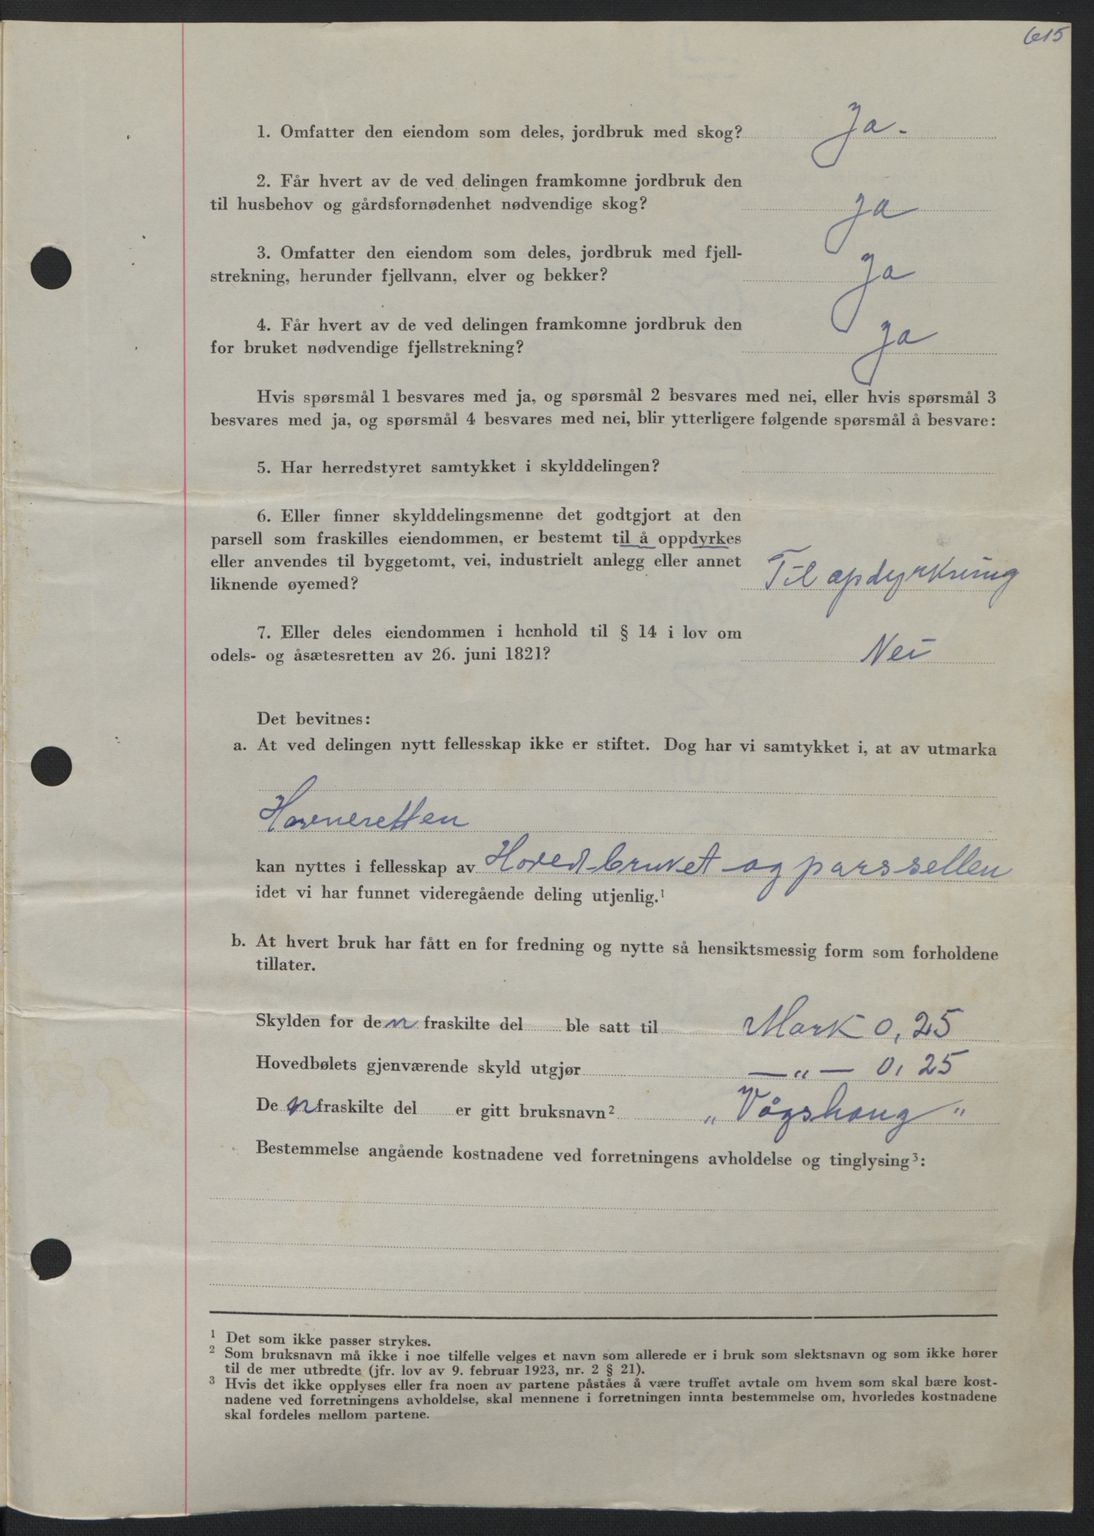 615
1. Omfatter den eiendom som deles, jordbruk med skog? Ja.
2. Får hvert av de ved delingen framkomne jordbruk den
til husbehov og gårdsfornødenhet nødvendige skog? Ja
3. Omfatter den eiendom som deles, jordbruk med fjell-
strekning, herunder fjellvann, elver og bekker? Ja
4. Får hvert av de ved delingen framkomne jordbruk den
for bruket nødvendige fjellstrekning? Ja
Hvis spørsmål 1 besvares med ja, og spørsmål 2 besvares med nei, eller hvis spørsmål 3
besvares med ja, og spørsmål 4 besvares med nei, blir ytterligere følgende spørsmål å besvare:
5. Har herredstyret samtykket i skylddelingen?
6. Eller finner skylddelingsmenne det godtgjort at den
parsell som fraskilles eiendommen, er bestemt til å oppdyrkes
eller anvendes til byggetomt, vei, industrielt anlegg eller annet
liknende øyemed? Til opdyrkning
7. Eller deles eiendommen i henhold til § 14 i lov om
odels- og åsætesretten av 26. juni 1821? Nei
Det bevitnes:
a. At ved delingen nytt fellesskap ikke er stiftet. Dog har vi samtykket i, at av utmarka
Havneretten
kan nyttes i fellesskap av Hovedbruket og parssellen
idet vi har funnet videregående deling utjenlig.¹
b. At hvert bruk har fått en for fredning og nytte så hensiktsmessig form som forholdene
tillater.
Skylden for den fraskilte del ble satt til Mark 0,25
Hovedbølets gjenværende skyld utgjør — „ — 0,25
Den fraskilte del er gitt bruksnavn² „Vågshaug"
Bestemmelse angående kostnadene ved forretningens avholdelse og tinglysing³:
¹ Det som ikke passer strykes.
² Som bruksnavn må ikke i noe tilfelle velges et navn som allerede er i bruk som slektsnavn og som ikke hører
til de mer utbredte (jfr. lov av 9. februar 1923, nr. 2 § 21).
³ Hvis det ikke opplyses eller fra noen av partene påståes å være truffet avtale om hvem som skal bære kost-
nadene ved forretningens avholdelse, skal mennene i forretningen innta bestemmelse om, hvorledes kostnadene
skal fordeles mellom partene.